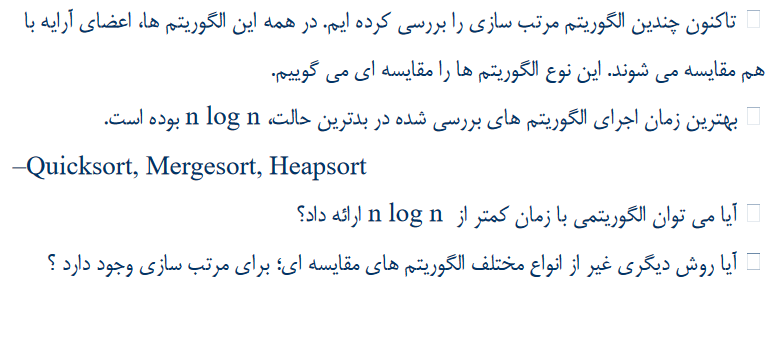 تاکنون چندین الگوریتم مرتب سازی را بررسی کرده ایم. در همه این الگوریتم ها، اعضای آرایه با
هم مقایسه می شوند. این نوع الگوریتم ها را مقایسه ای می گوییم.
بهترین زمان اجرای الگوریتم های بررسی شده در بدترین حالت، n log n بوده است.
–Quicksort, Mergesort, Heapsort
آیا می توان الگوریتمی با زمان کمتر از n log n ارائه داد؟
آیا روش دیگری غیر از انواع مختلف الگوریتم های مقایسه ای؛ برای مرتب سازی وجود دارد ؟